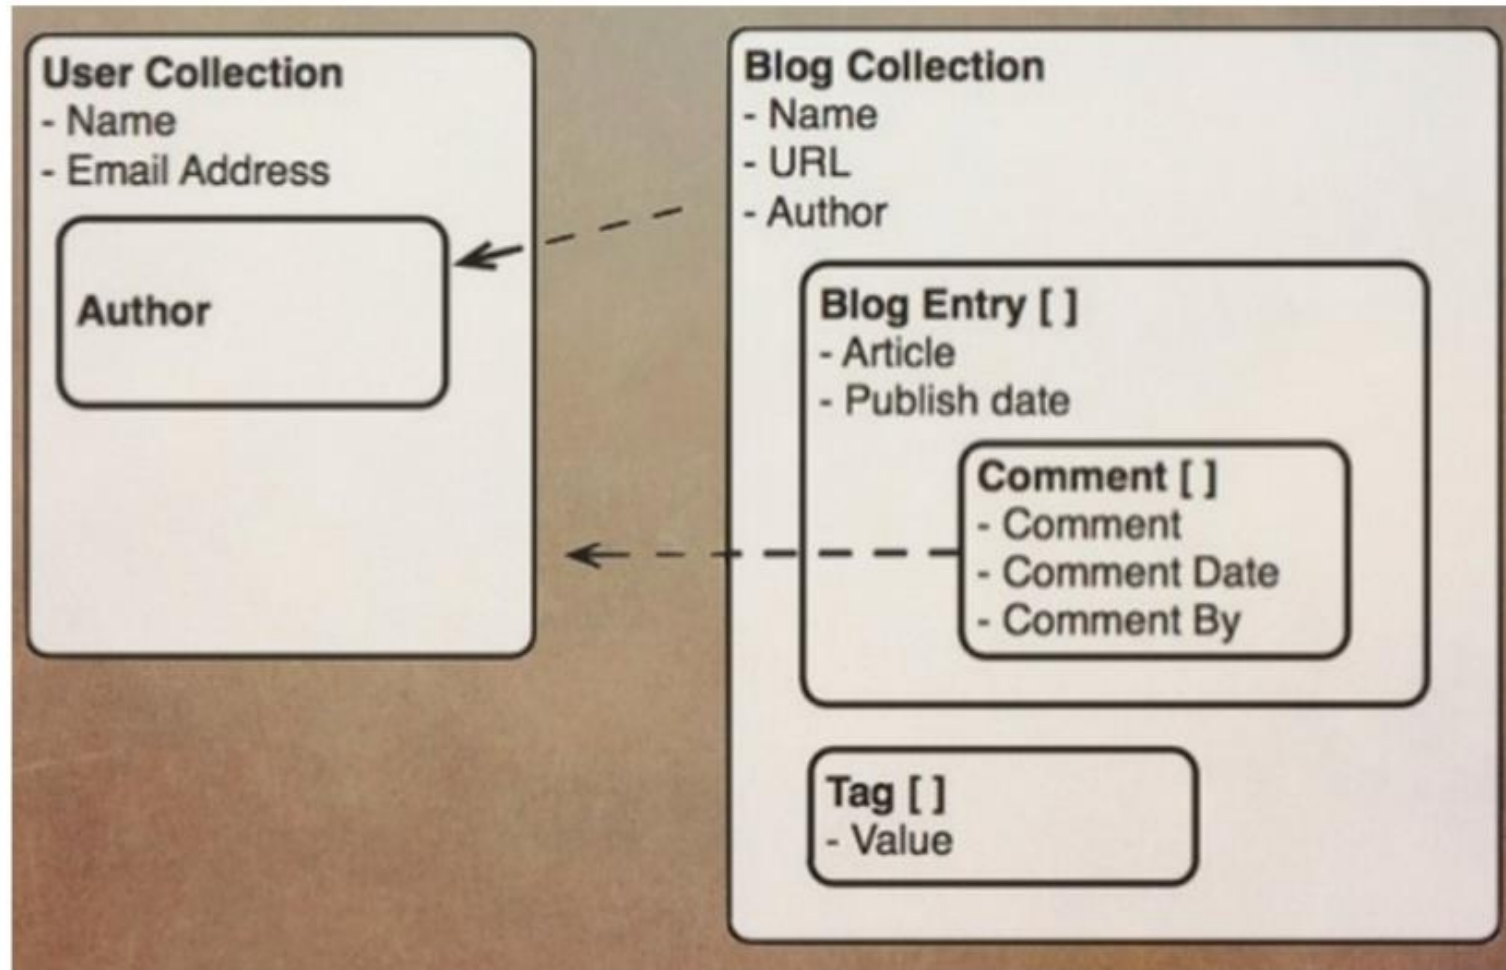 User Collection
- Name
- Email Address
Author
Blog Collection
- Name
- URL
- Author
Blog Entry [ ]
- Article
- Publish date
Comment [ ]
- Comment
- Comment Date
- Comment By
Tag [ ]
- Value